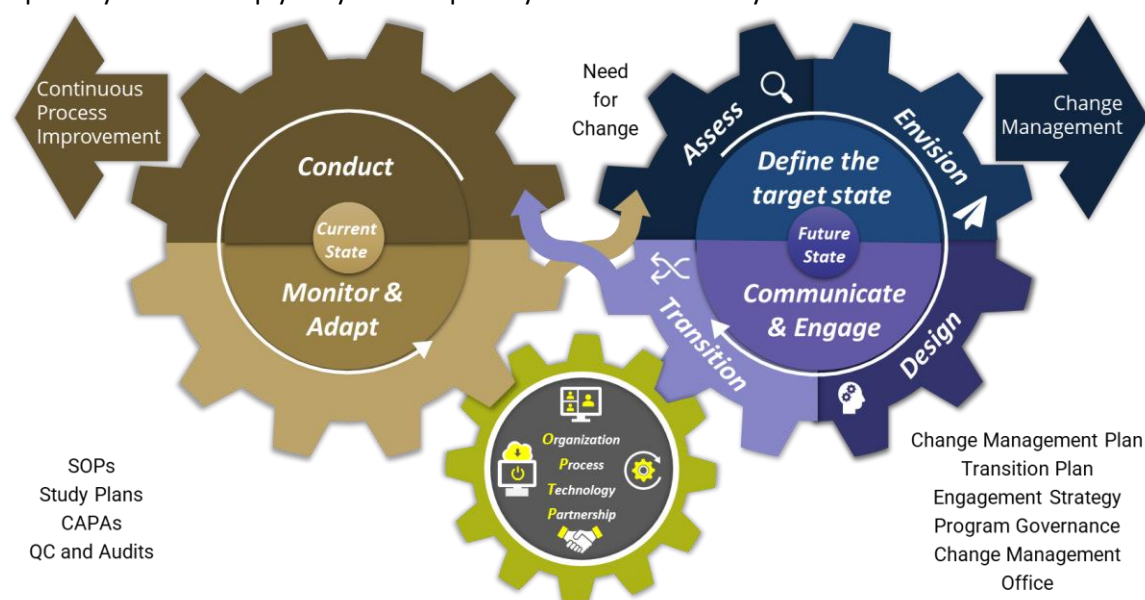 Continuous
Process
Improvement
Conduct
Current
State
Monitor &
Adapt
Need
for
Change
Assess
Envision
Define the
target state
Future
State
Communicate
& Engage
Transition
Design
Change
Management
Organization
Process
Technology
Partnership
SOPs
Study Plans
CAPAs
QC and Audits
Change Management Plan
Transition Plan
Engagement Strategy
Program Governance
Change Management
Office